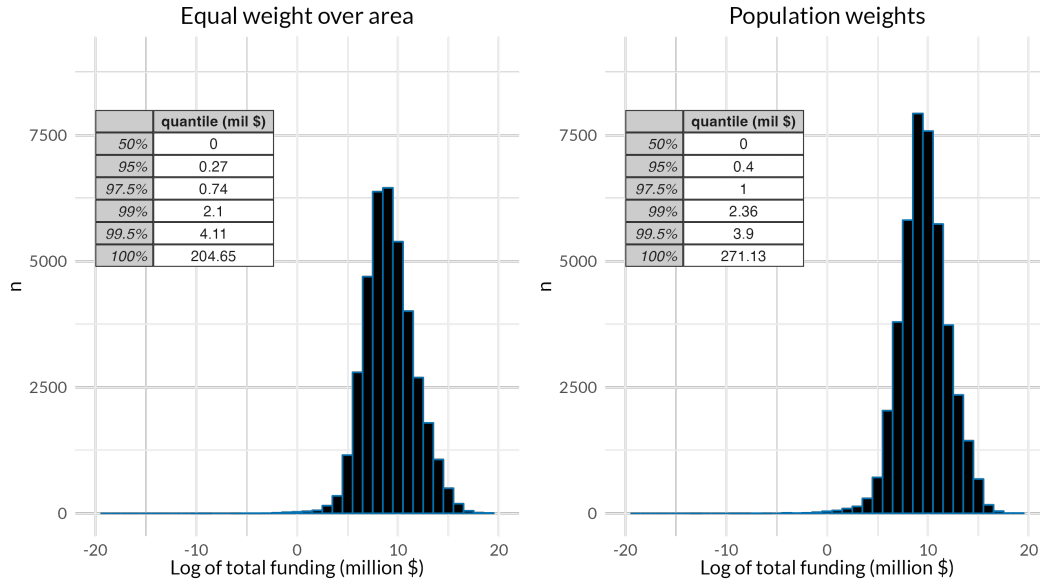 Equal weight over area
quantile (mil $)
50% 0
95% 0.27
97.5% 0.74
99% 2.1
99.5% 4.11
100% 204.65
7500
5000
2500
0
n
-20 -10 0 10 20
Log of total funding (million $)
Population weights
quantile (mil $)
50% 0
95% 0.4
97.5% 1
99% 2.36
99.5% 3.9
100% 271.13
7500
5000
2500
0
n
-20 -10 0 10 20
Log of total funding (million $)